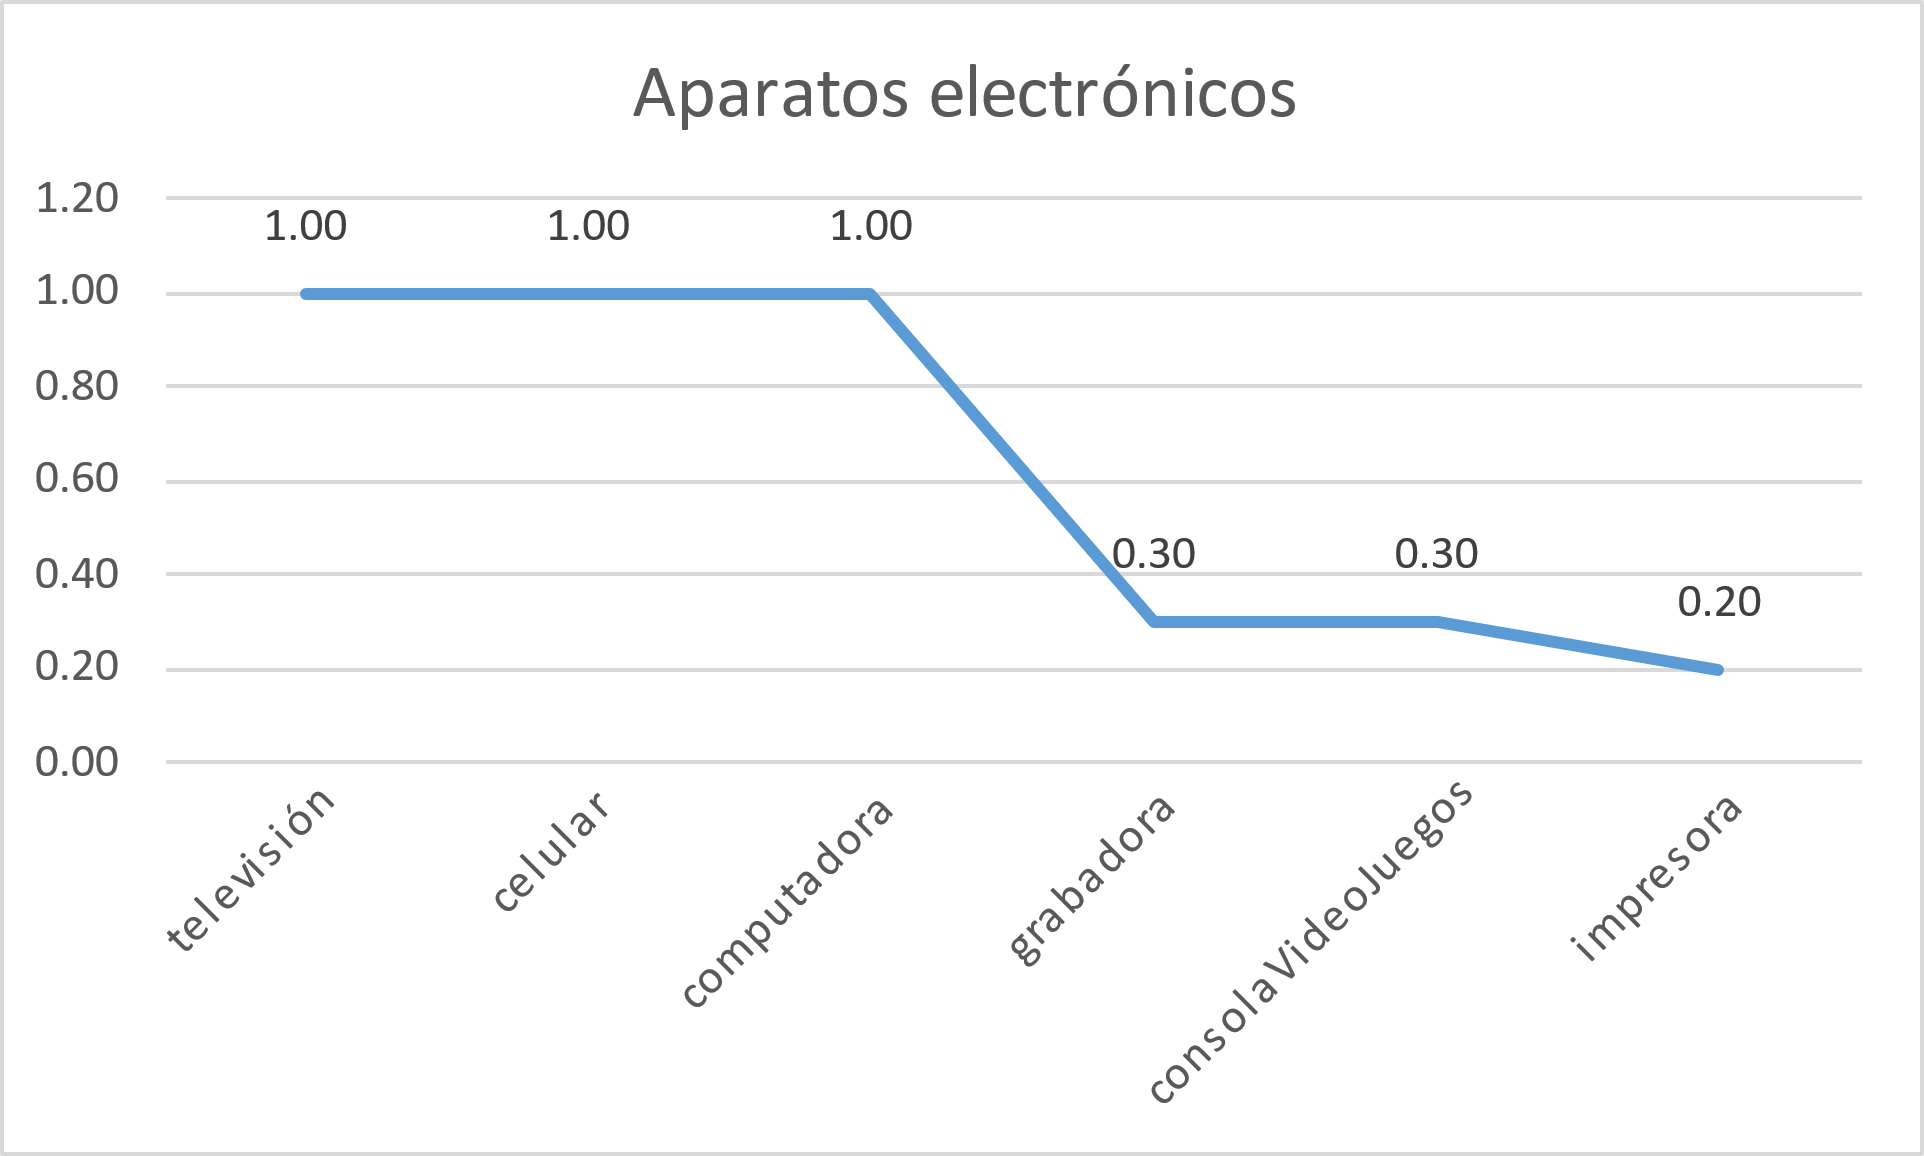 Aparatos electrónicos
1.20
1.00
0.80
0.60
0.40
0.20
0.00
1.00
1.00
1.00
0.30
0.30
0.20
televisión
celular
computadora
grabadora
consolaVideoJuegos
impresora